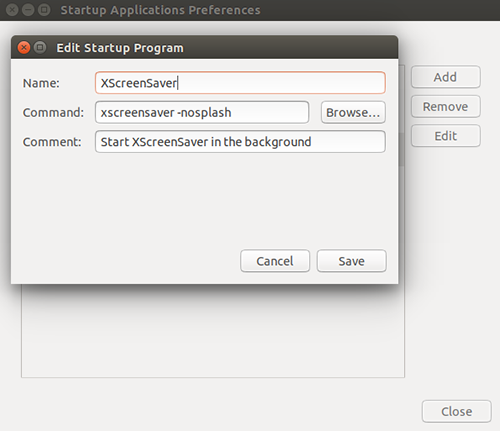 Startup Applications Preferences
Edit Startup Program
Name: XScreenSaver
Add
Command: xscreensaver -nosplash Browse...
Remove
Comment: Start XScreenSaver in the background
Edit
Cancel Save
Close